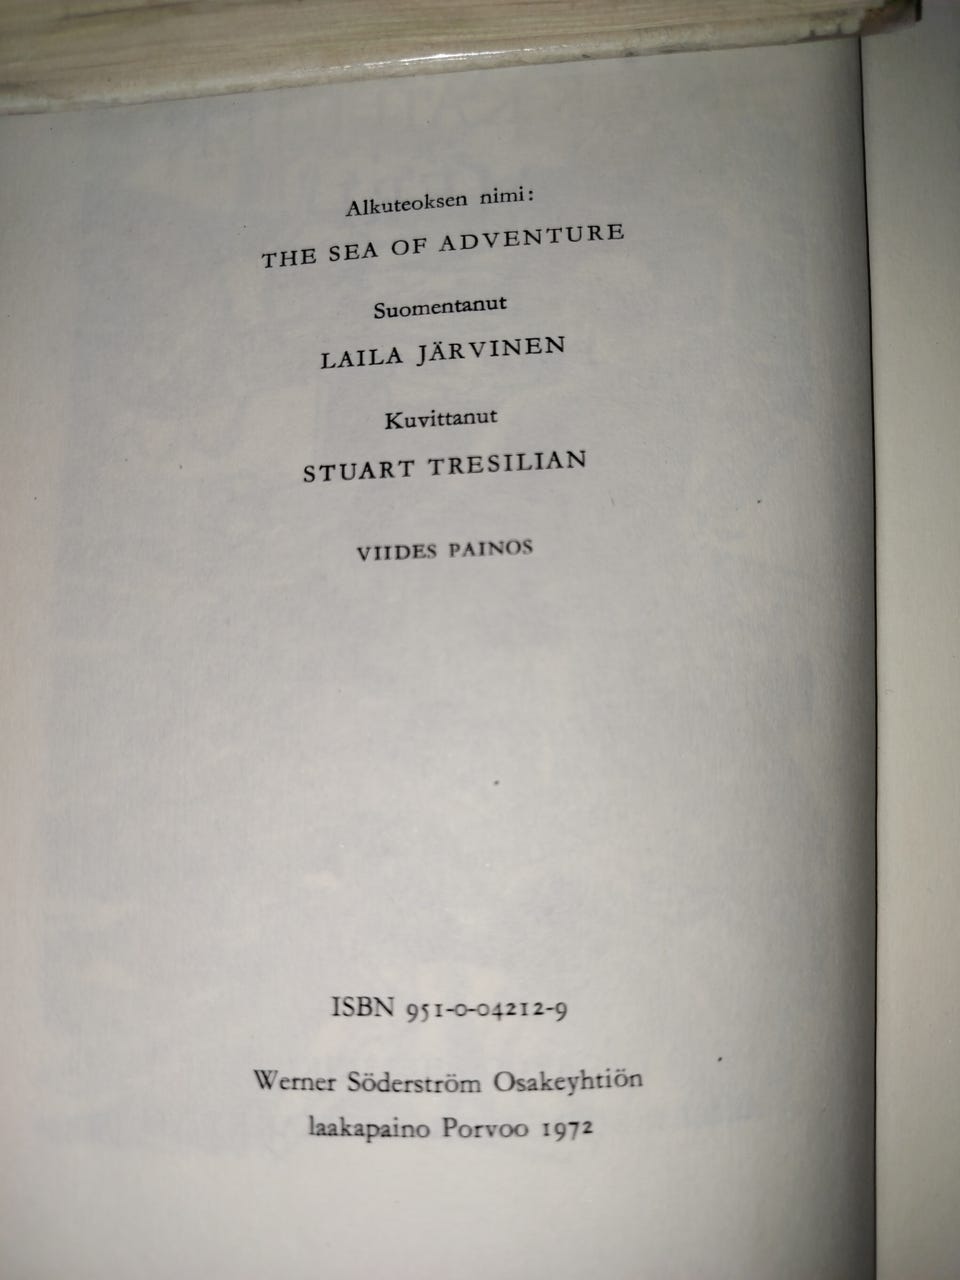 Alkuteoksen nimi:
THE SEA OF ADVENTURE
Suomentanut
LAILA JÄRVINEN
Kuvittanut
STUART TRESILIAN
VIIDES PAINOS
ISBN 951-0-04212-9
Werner Söderström Osakeyhtiön
laakapaino Porvoo 1972